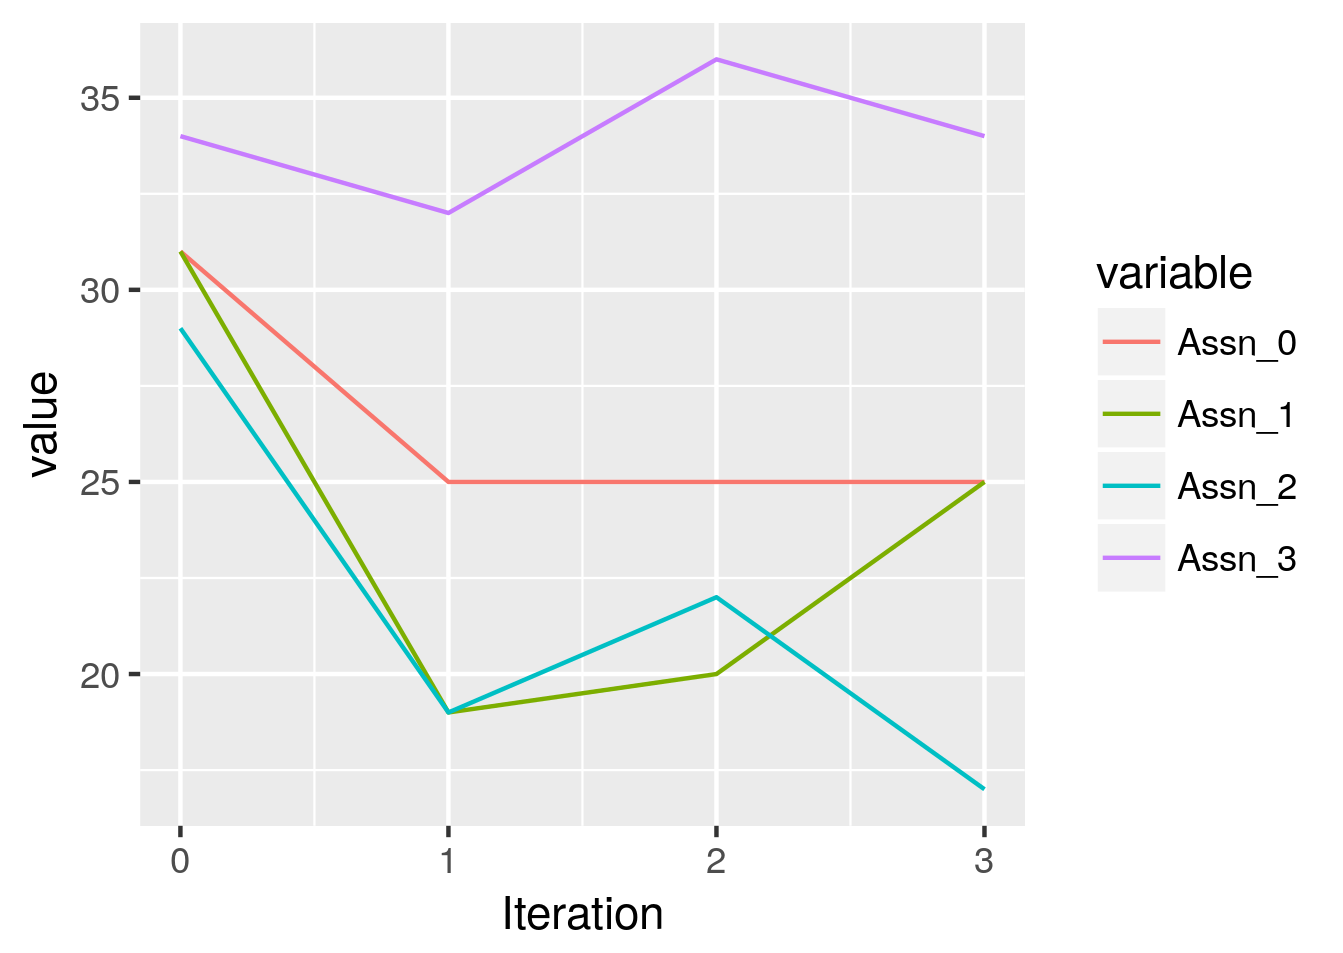 35
30
25
20
value
0 1 2 3
Iteration
variable
Assn_0
Assn_1
Assn_2
Assn_3